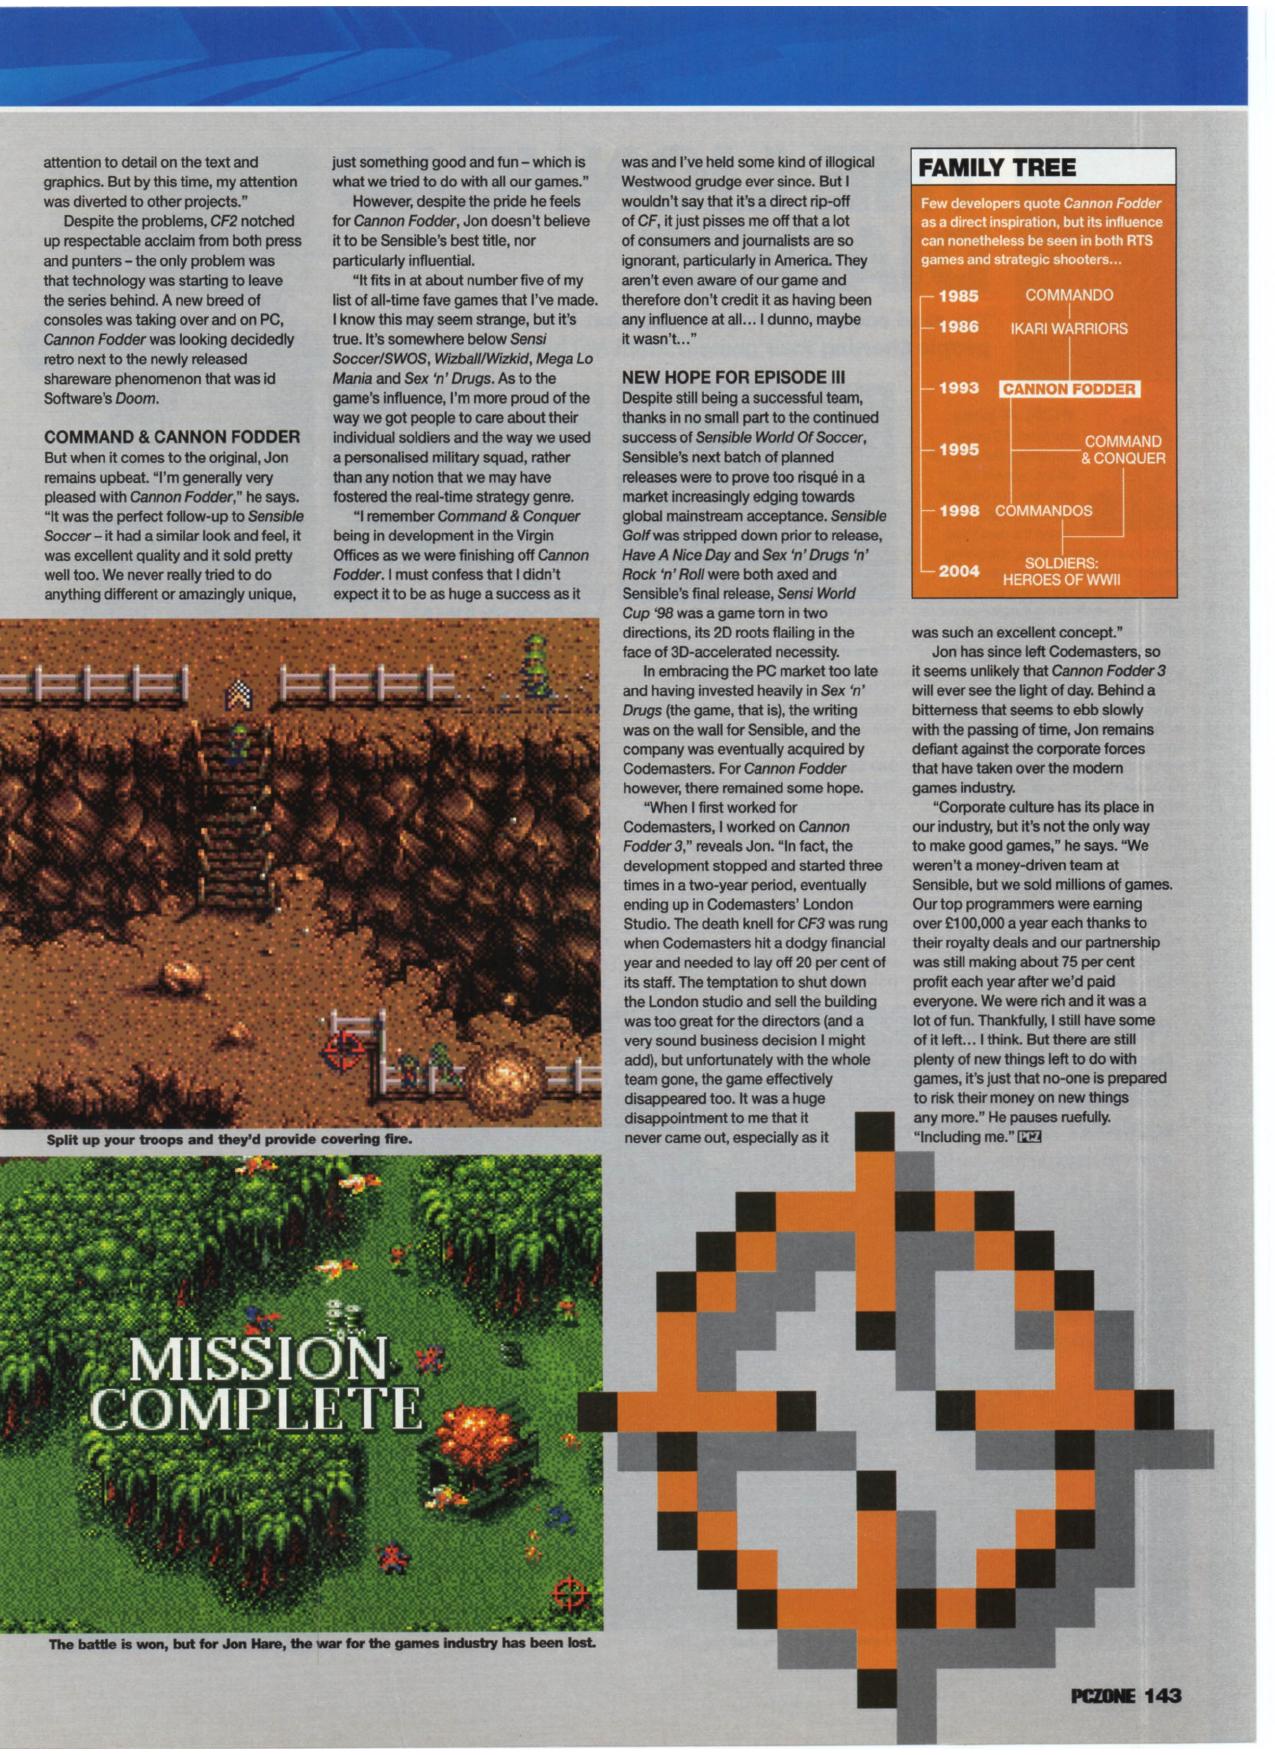 attention to detail on the text and
graphics. But by this time, my attention
was diverted to other projects.”
Despite the problems, CF2 notched
up respectable acclaim from both press
and punters – the only problem was
that technology was starting to leave
the series behind. A new breed of
consoles was taking over and on PC,
Cannon Fodder was looking decidedly
retro next to the newly released
shareware phenomenon that was id
Software’s Doom.
COMMAND & CANNON FODDER
But when it comes to the original, Jon
remains upbeat. “I’m generally very
pleased with Cannon Fodder,” he says.
“It was the perfect follow-up to Sensible
Soccer – it had a similar look and feel, it
was excellent quality and it sold pretty
well too. We never really tried to do
anything different or amazingly unique,
just something good and fun – which is
what we tried to do with all our games.”
However, despite the pride he feels
for Cannon Fodder, Jon doesn’t believe
it to be Sensible’s best title, nor
particularly influential.
“It fits in at about number five of my
list of all-time fave games that I’ve made.
I know this may seem strange, but it’s
true. It’s somewhere below Sensi
Soccer/SWOS, Wizball/Wizkid, Mega Lo
Mania and Sex ‘n’ Drugs. As to the
game’s influence, I’m more proud of the
way we got people to care about their
individual soldiers and the way we used
a personalised military squad, rather
than any notion that we may have
fostered the real-time strategy genre.
“I remember Command & Conquer
being in development in the Virgin
Offices as we were finishing off Cannon
Fodder. I must confess that I didn’t
expect it to be as huge a success as it
was and I’ve held some kind of illogical
Westwood grudge ever since. But I
wouldn’t say that it’s a direct rip-off
of CF, it just pisses me off that a lot
of consumers and journalists are so
ignorant, particularly in America. They
aren’t even aware of our game and
therefore don’t credit it as having been
any influence at all... I dunno, maybe
it wasn’t...”
NEW HOPE FOR EPISODE III
Despite still being a successful team,
thanks in no small part to the continued
success of Sensible World Of Soccer,
Sensible’s next batch of planned
releases were to prove too risqué in a
market increasingly edging towards
global mainstream acceptance. Sensible
Golf was stripped down prior to release,
Have A Nice Day and Sex ‘n’ Drugs ‘n’
Rock ‘n’ Roll were both axed and
Sensible’s final release, Sensi World
Cup ‘98 was a game torn in two
directions, its 2D roots flailing in the
face of 3D-accelerated necessity.
In embracing the PC market too late
and having invested heavily in Sex ‘n’
Drugs (the game, that is), the writing
was on the wall for Sensible, and the
company was eventually acquired by
Codemasters. For Cannon Fodder
however, there remained some hope.
“When I first worked for
Codemasters, I worked on Cannon
Fodder 3,” reveals Jon. “In fact, the
development stopped and started three
times in a two-year period, eventually
ending up in Codemasters’ London
Studio. The death knell for CF3 was rung
when Codemasters hit a dodgy financial
year and needed to lay off 20 per cent of
its staff. The temptation to shut down
the London studio and sell the building
was too great for the directors (and a
very sound business decision I might
add), but unfortunately with the whole
team gone, the game effectively
disappeared too. It was a huge
disappointment to me that it
never came out, especially as it
FAMILY TREE
Few developers quote Cannon Fodder
as a direct inspiration, but its influence
can nonetheless be seen in both RTS
games and strategic shooters...
1985 COMMANDO
1986 IKARI WARRIORS
1993 CANNON FODDER
1995 COMMAND
& CONQUER
1998 COMMANDOS
2004 SOLDIERS:
HEROES OF WWII
was such an excellent concept.”
Jon has since left Codemasters, so
it seems unlikely that Cannon Fodder 3
will ever see the light of day. Behind a
bitterness that seems to ebb slowly
with the passing of time, Jon remains
defiant against the corporate forces
that have taken over the modern
games industry.
“Corporate culture has its place in
our industry, but it’s not the only way
to make good games,” he says. “We
weren’t a money-driven team at
Sensible, but we sold millions of games.
Our top programmers were earning
over £100,000 a year each thanks to
their royalty deals and our partnership
was still making about 75 per cent
profit each year after we’d paid
everyone. We were rich and it was a
lot of fun. Thankfully, I still have some
of it left... I think. But there are still
plenty of new things left to do with
games, it’s just that no-one is prepared
to risk their money on new things
any more.” He pauses ruefully.
“Including me.” PCZ
Split up your troops and they’d provide covering fire.
MISSION
COMPLETE
The battle is won, but for Jon Hare, the war for the games industry has been lost.
PCZONE 143